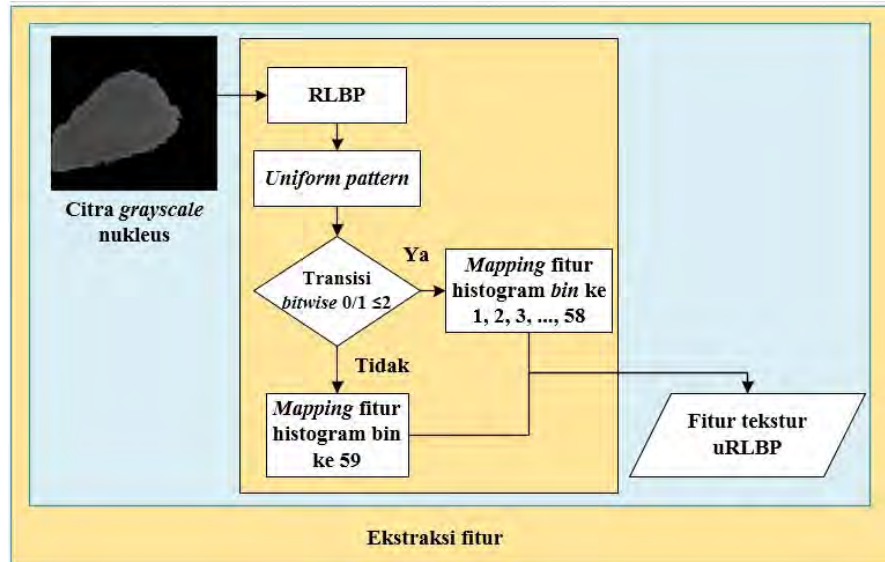 Citra grayscale
nukleus
RLBP
Uniform pattern
Transisi
bitwise 0/1 ≤2
Ya
Mapping fitur
histogram bin ke
1, 2, 3, ..., 58
Tidak
Mapping fitur
histogram bin
ke 59
Fitur tekstur
uRLBP
Ekstraksi fitur